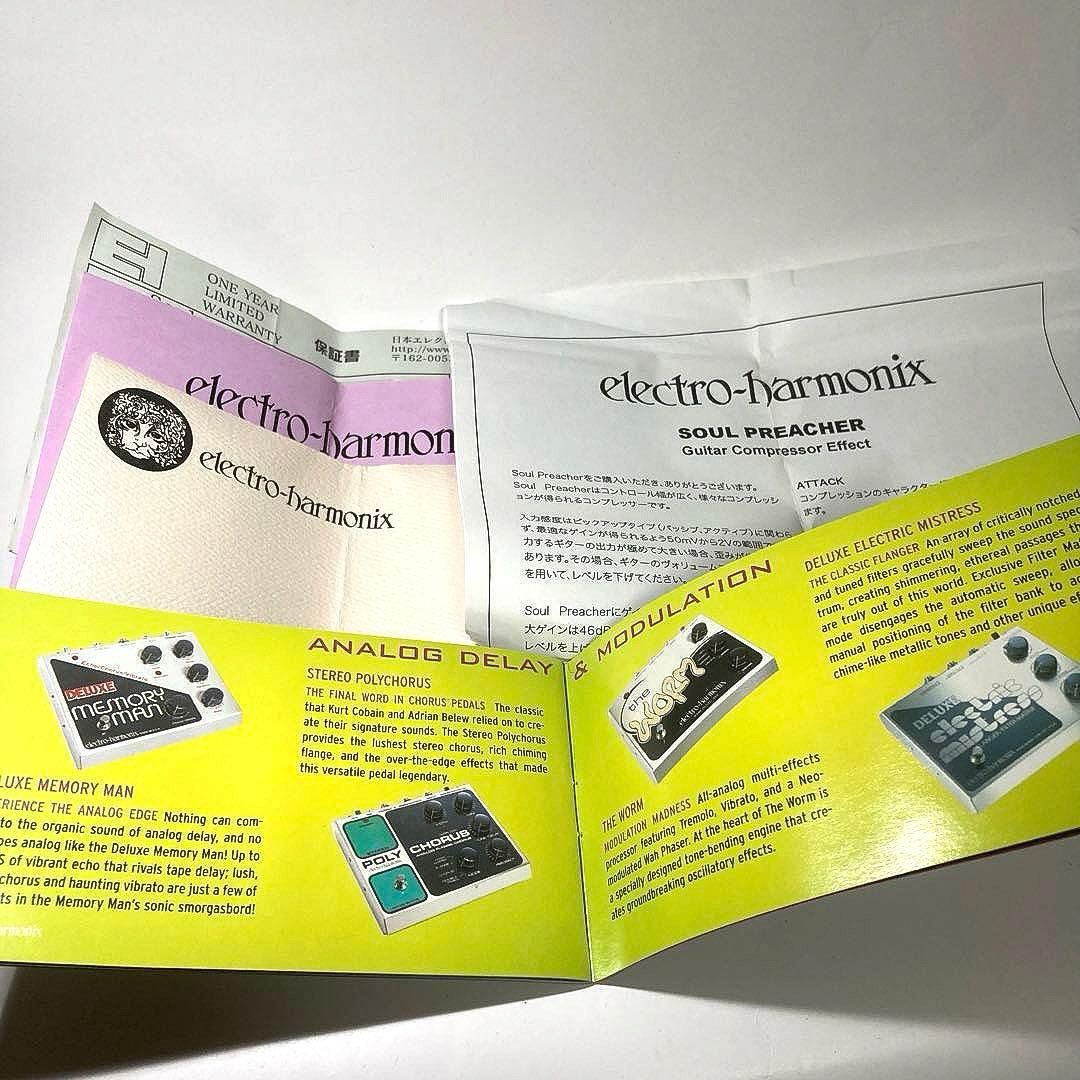 ONE YEAR
LIMITED
WARRANTY
保証書
日本エレク
http://www
〒162-005
electro-harmon
electro-harmonix
electro-harmonix
SOUL PREACHER
Guitar Compressor Effect
Soul Preacherをご購入いただき、ありがとうございます。
Soul Preacherはコントロール幅が広く、様々なコンプレッシ
ョンが得られるコンプレッサーです。
入力感度はピックアップタイプ(パッシブ、アクティブ)に関わら
ず、最適なゲインが得られるよう50mVから2Vの範囲で
力するギターの出力が極めて大きい場合、歪みが
あります。その場合、ギターのヴォリューム
を用いて、レベルを下げてください。
Soul Preacherにゲイ
大ゲインは46dB
レベルを上に
ATTACK
コンプレッションのキャラクター
ます。
ANALOG DELAY & MODULATION
DELUXE
MEMORY
MAN
electro-harmonix
LUXE MEMORY MAN
ERIENCE THE ANALOG EDGE Nothing can com-
to the organic sound of analog delay, and no
oes analog like the Deluxe Memory Man! Up to
S of vibrant echo that rivals tape delay; lush,
chorus and haunting vibrato are just a few of
ts in the Memory Man's sonic smorgasbord!
armonix
STEREO POLYCHORUS
THE FINAL WORD IN CHORUS PEDALS The classic
that Kurt Cobain and Adrian Belew relied on to cre-
ate their signature sounds. The Stereo Polychorus
provides the lushest stereo chorus, rich chiming
flange, and the over-the-edge effects that made
this versatile pedal legendary.
POLY
CHORUS
the
WORM
electro-harmonix
THE WORM
MODULATION MADNESS All-analog multi-effects
processor featuring Tremolo, Vibrato, and a Neo-
modulated Wah Phaser. At the heart of The Worm is
a specially designed tone-bending engine that cre-
ates groundbreaking oscillatory effects.
DELUXE ELECTRIC MISTRESS
THE CLASSIC FLANGER An array of critically notched
and tuned filters gracefully sweep the sound spec
trum, creating shimmering, ethereal passages th
are truly out of this world. Exclusive Filter Ma
mode disengages the automatic sweep, allo
manual positioning of the filter bank to ac
chime-like metallic tones and other unique ef
DELUXE
electric
mistress